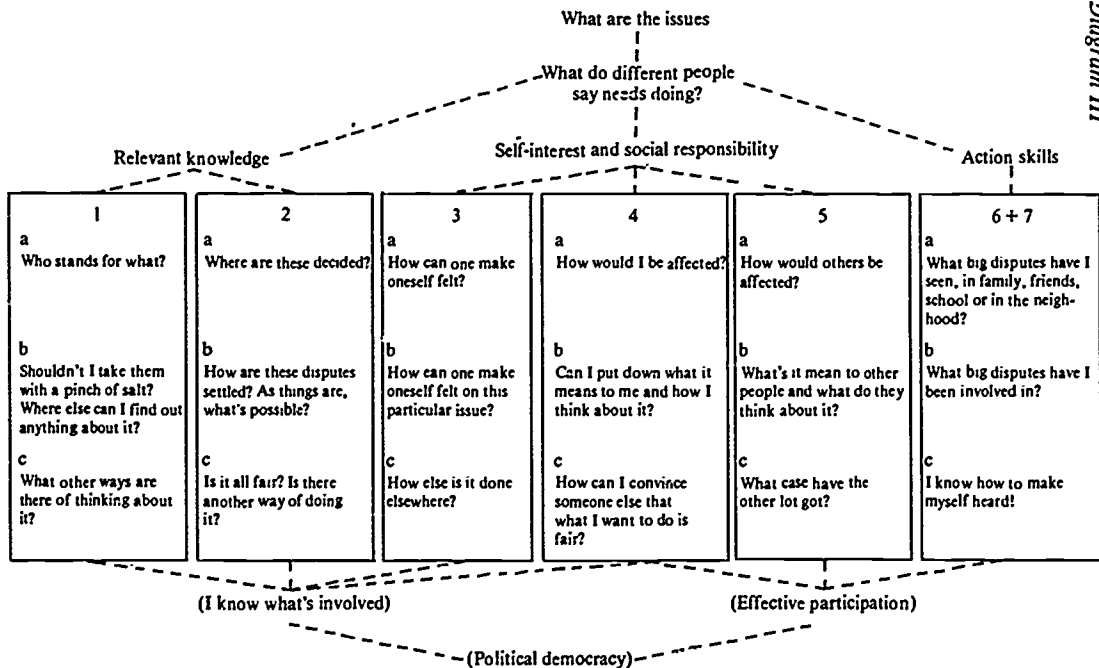 What are the issues
Diagram III
What do different people
say needs doing?
Relevant knowledge
Self-interest and social responsibility
Action skills
1
a
Who stands for what?
b
Shouldn't I take them
with a pinch of salt?
Where else can I find out
anything about it?
c
What other ways are
there of thinking about
it?
2
a
Where are these decided?
b
How are these disputes
settled? As things are,
what's possible?
c
Is it all fair? Is there
another way of doing
it?
3
a
How can one make
oneself felt?
b
How can one make
oneself felt on this
particular issue?
c
How else is it done
elsewhere?
4
a
How would I be affected?
b
Can I put down what it
means to me and how I
think about it?
c
How can I convince
someone else that
what I want to do is
fair?
5
a
How would others be
affected?
b
What's it mean to other
people and what do they
think about it?
c
What case have the
other lot got?
6 + 7
a
What big disputes have I
seen, in family, friends,
school or in the neigh-
hood?
b
What big disputes have I
been involved in?
c
I know how to make
myself heard!
(I know what's involved)
(Effective participation)
(Political democracy)